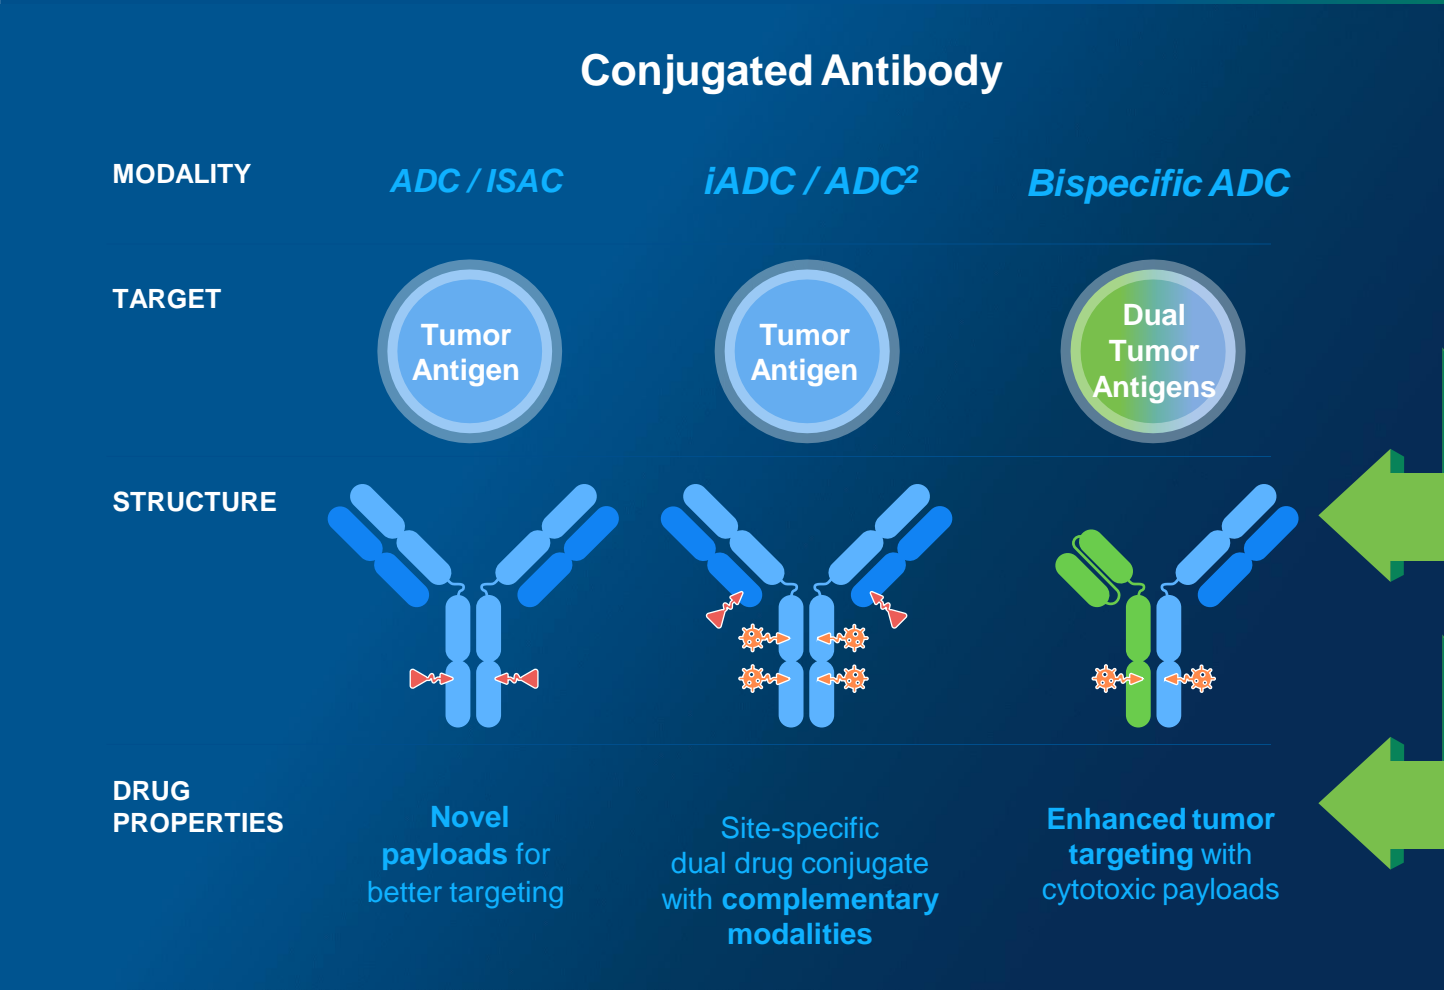 Conjugated Antibody
MODALITY
ADC / ISAC
iADC / ADC²
Bispecific ADC
TARGET
Tumor
Antigen
Tumor
Antigen
Dual
Tumor
Antigens
STRUCTURE
DRUG
PROPERTIES
Novel
payloads for
better targeting
Site-specific
dual drug conjugate
with complementary
modalities
Enhanced tumor
targeting with
cytotoxic payloads